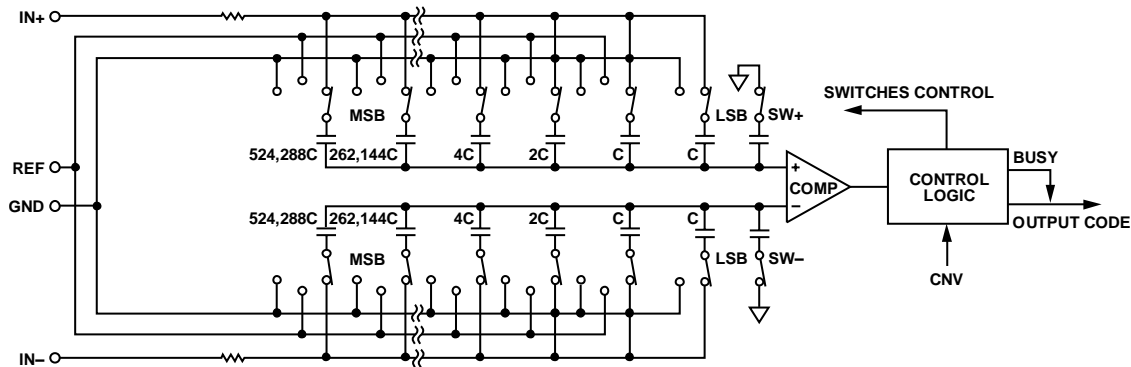 IN+
MSB
LSB
SW+
SWITCHES CONTROL
524,288C
262,144C
4C
2C
C
C
REF
+
COMP
–
CONTROL
LOGIC
BUSY
GND
OUTPUT CODE
524,288C
262,144C
4C
2C
C
C
MSB
LSB
SW–
CNV
IN–